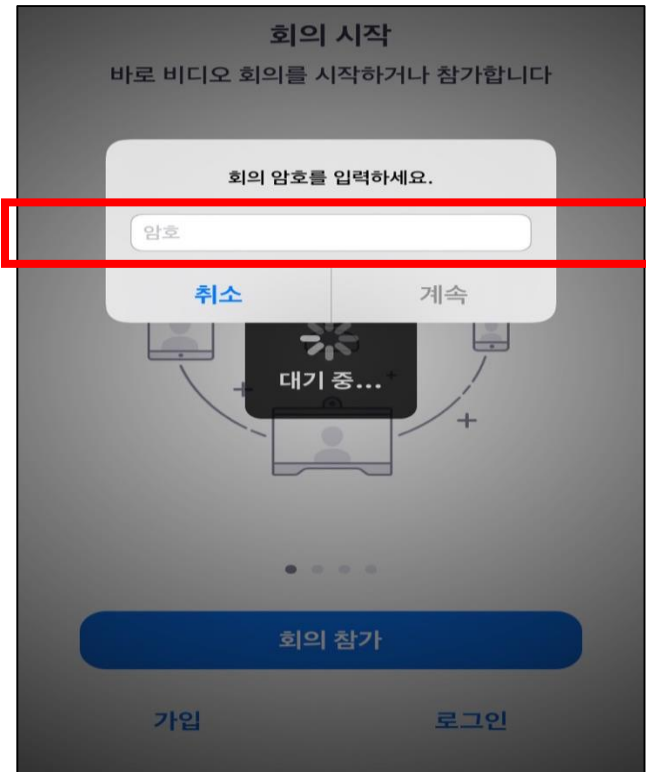 회의 시작
바로 비디오 회의를 시작하거나 참가합니다
회의 암호를 입력하세요.
암호
취소
계속
대기 중...
회의 참가
가입
로그인